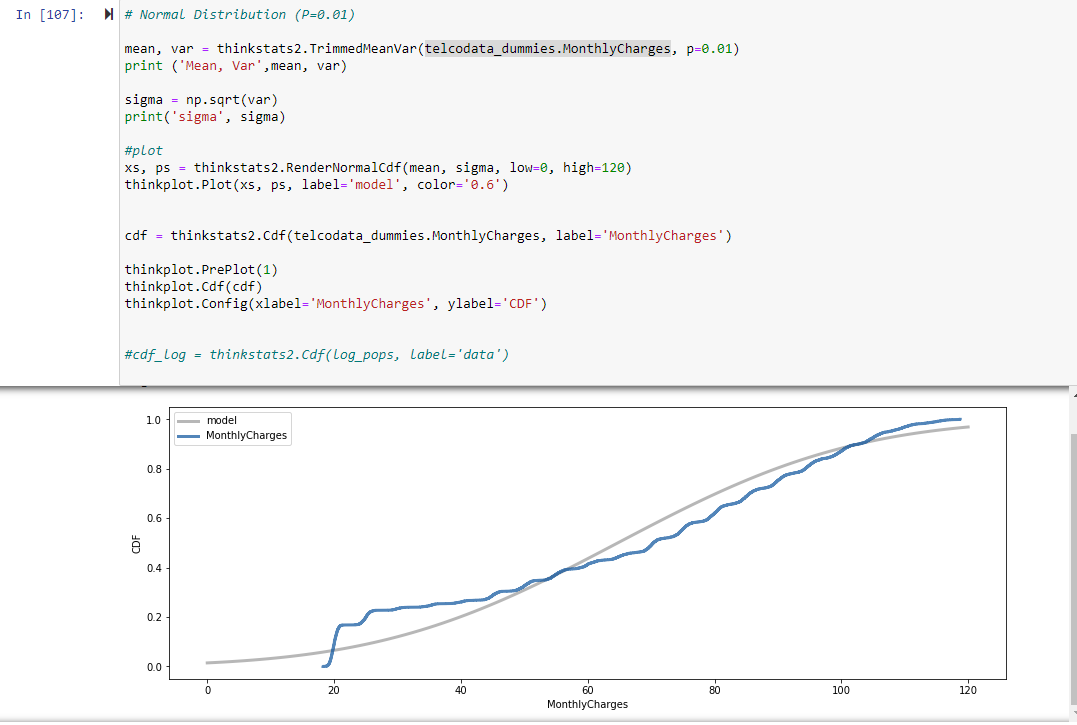 In [107]:
# Normal Distribution (P=0.01)
mean, var = thinkstats2.TrimmedMeanVar(telcodata_dummies.MonthlyCharges, p=0.01)
print ('Mean, Var',mean, var)
sigma = np.sqrt(var)
print('sigma', sigma)
#plot
xs, ps = thinkstats2.RenderNormalCdf(mean, sigma, low=0, high=120)
thinkplot.Plot(xs, ps, label='model', color='0.6')
cdf = thinkstats2.Cdf(telcodata_dummies.MonthlyCharges, label='MonthlyCharges')
thinkplot.PrePlot(1)
thinkplot.Cdf(cdf)
thinkplot.Config(xlabel='MonthlyCharges', ylabel='CDF')
#cdf_log = thinkstats2.Cdf(log_pops, label='data')
model
MonthlyCharges
1.0
0.8
0.6
0.4
0.2
0.0
CDF
0 20 40 60 80 100 120
MonthlyCharges